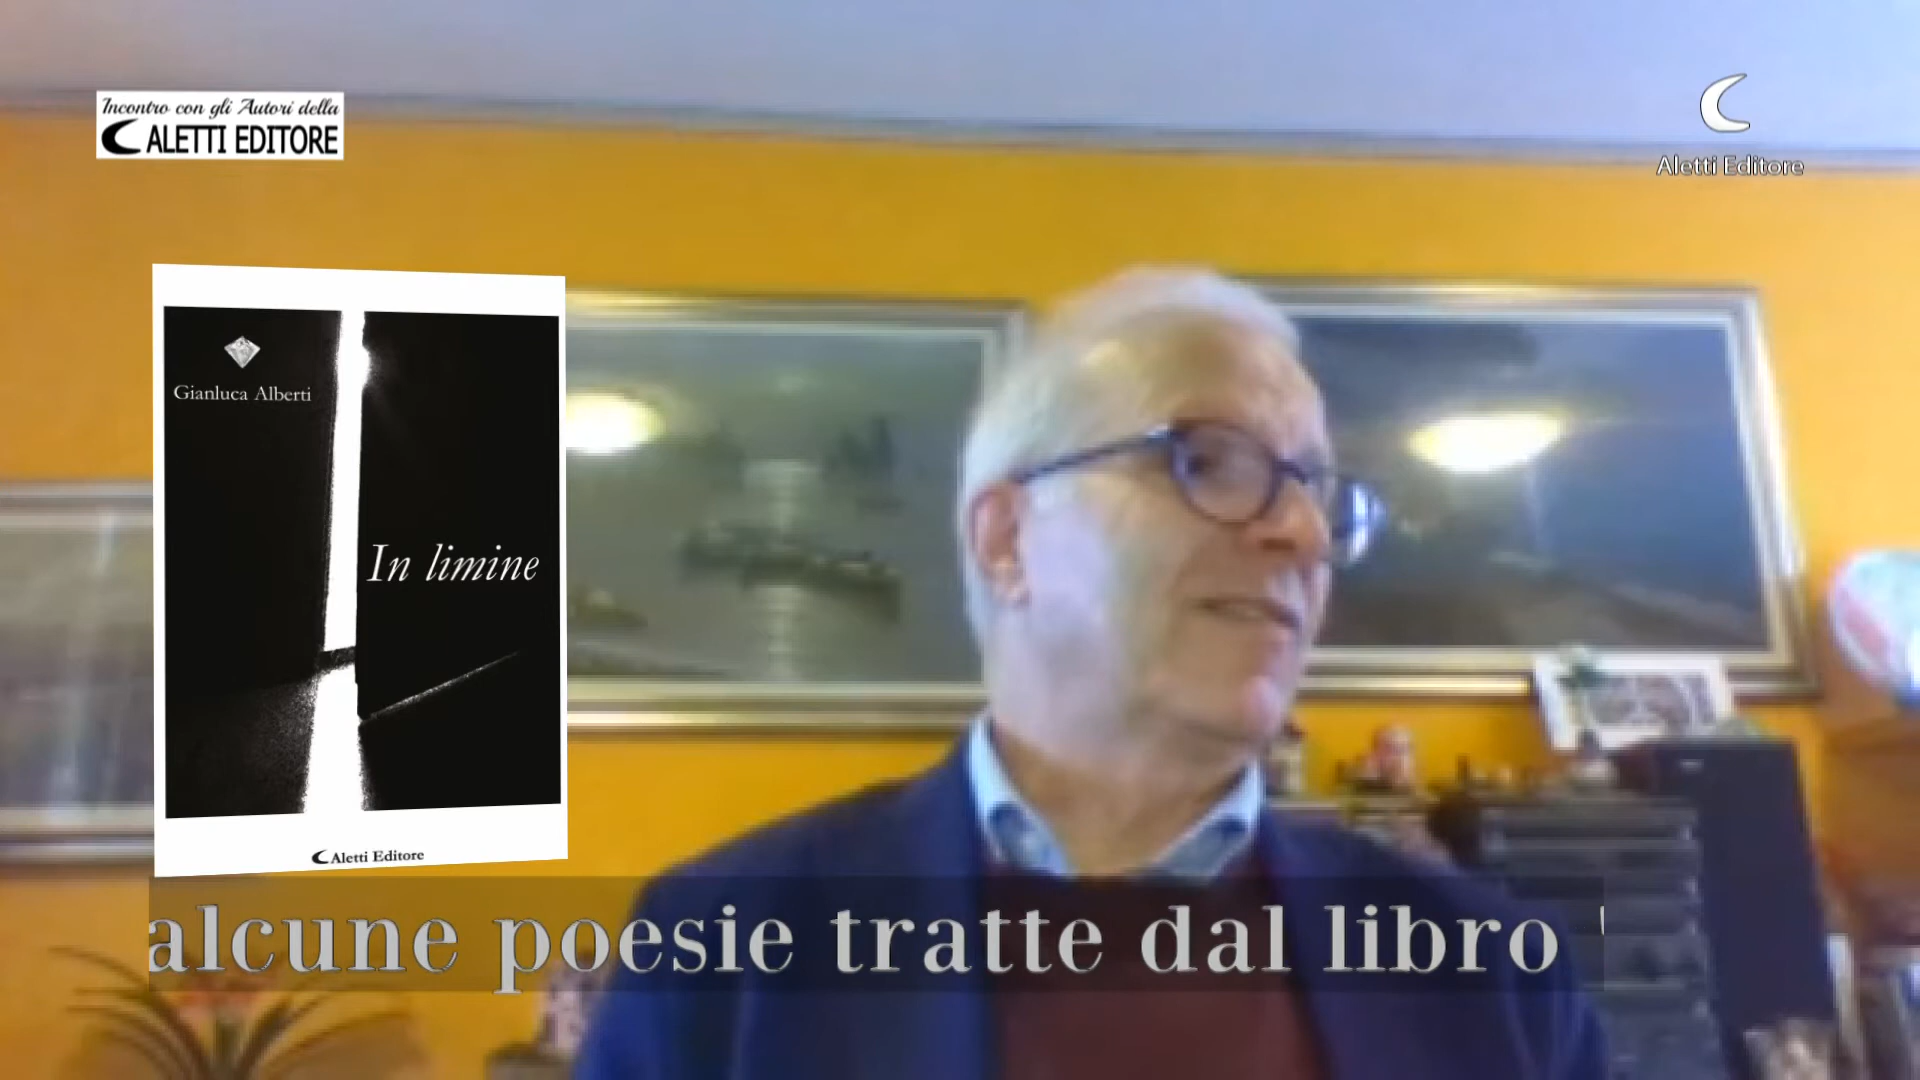 Incontro con gli Autori della
ALETTI EDITORE
Aletti Editore
Gianluca Alberti
In limine
Aletti Editore
alcune poesie tratte dal libro "